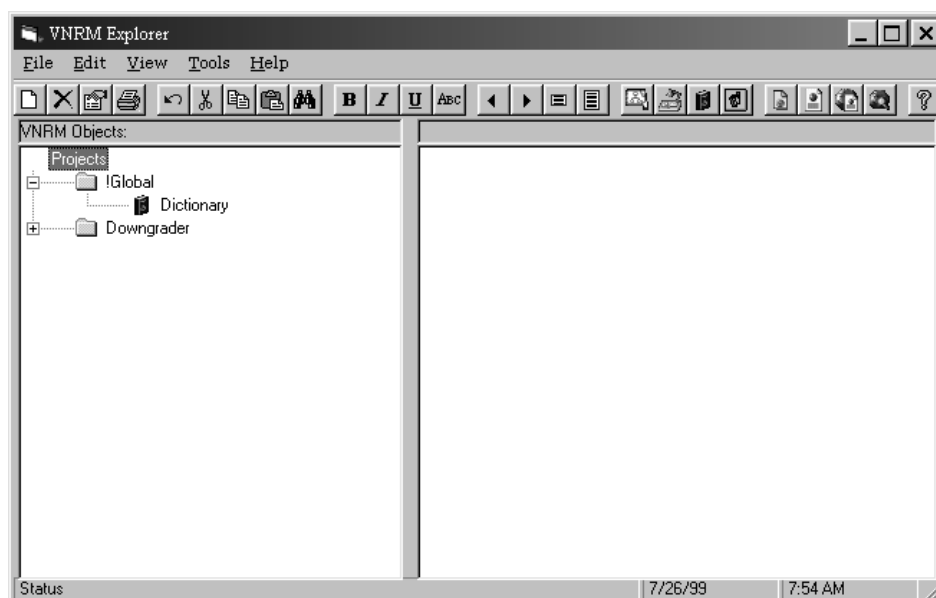 VNRM Explorer
File Edit View Tools Help
B I U ABC
VNRM Objects:
Projects
!Global
Dictionary
Downgrader
Status 7/26/99 7:54 AM